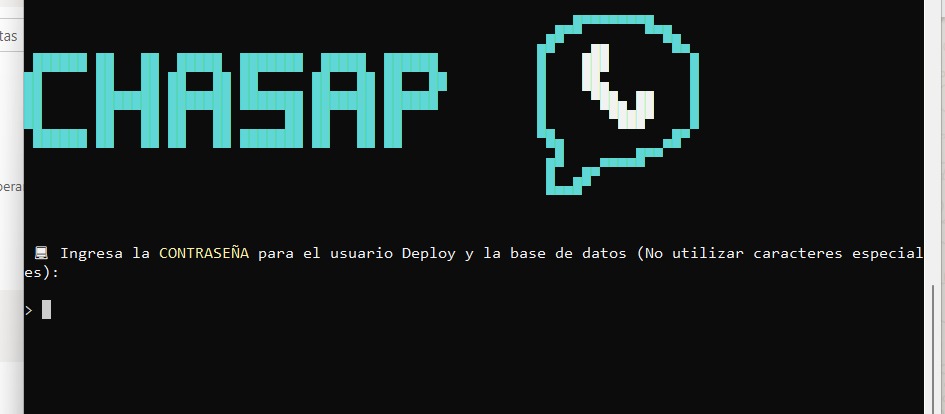 tas
CHASAP
pera
Ingresa la CONTRASEÑA para el usuario Deploy y la base de datos (No utilizar caracteres especial
es):
>